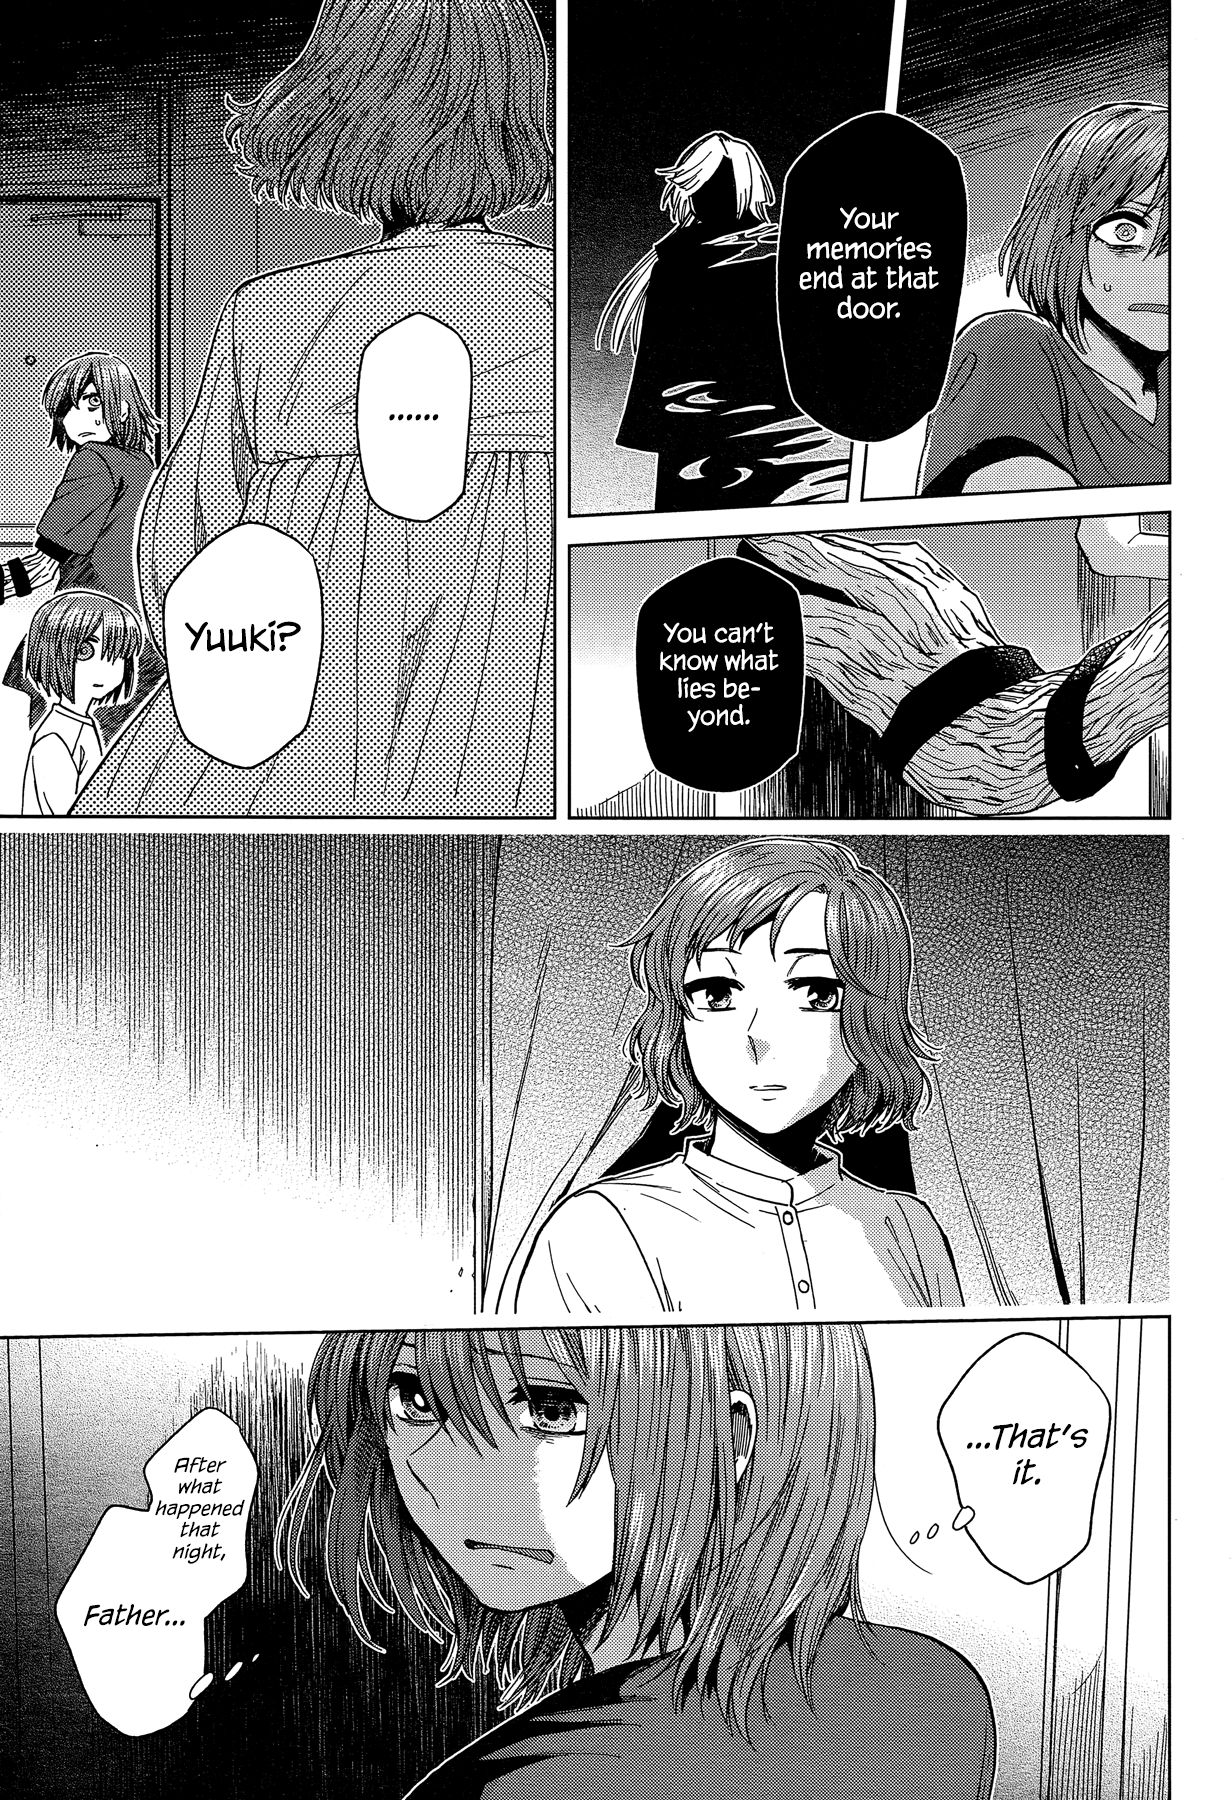 Your
memories
end at that
door.
You can't
know what
lies be-
yond.
......
Yuuki?
...That's
it.
After
what
happened
that
night,
Father...